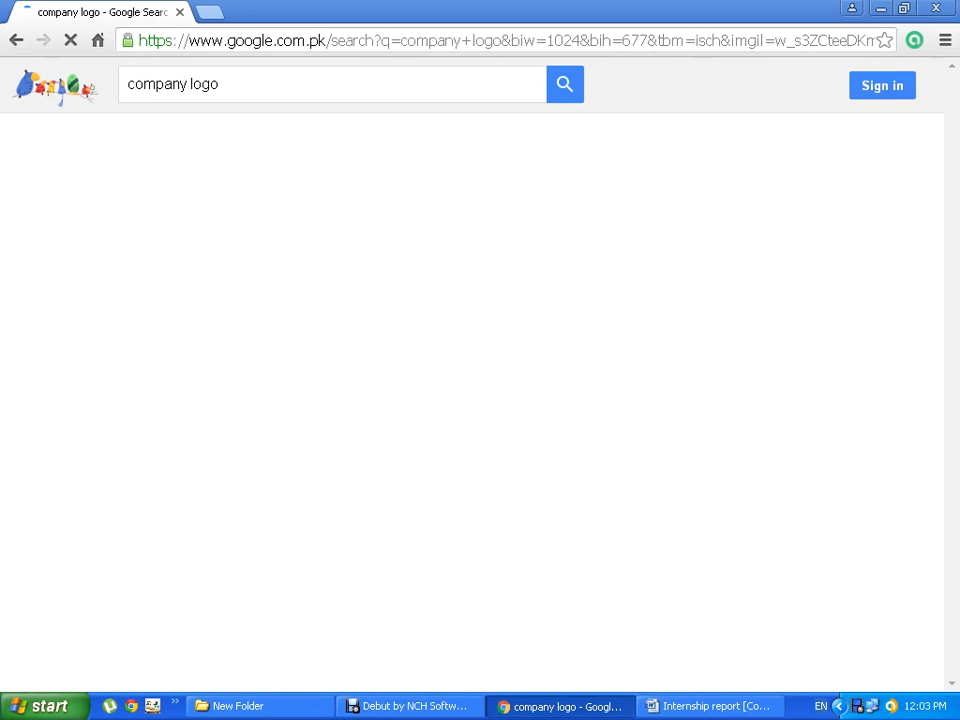 company logo - Google Searc
https://www.google.com.pk/search?q=company+logo&biw=1024&bih=677&tbm=isch&imgil=w_s3ZCteeDKm
company logo
Sign in
start
New Folder
Debut by NCH Softw...
company logo - Googl...
Internship report [Co...
EN
12:03 PM